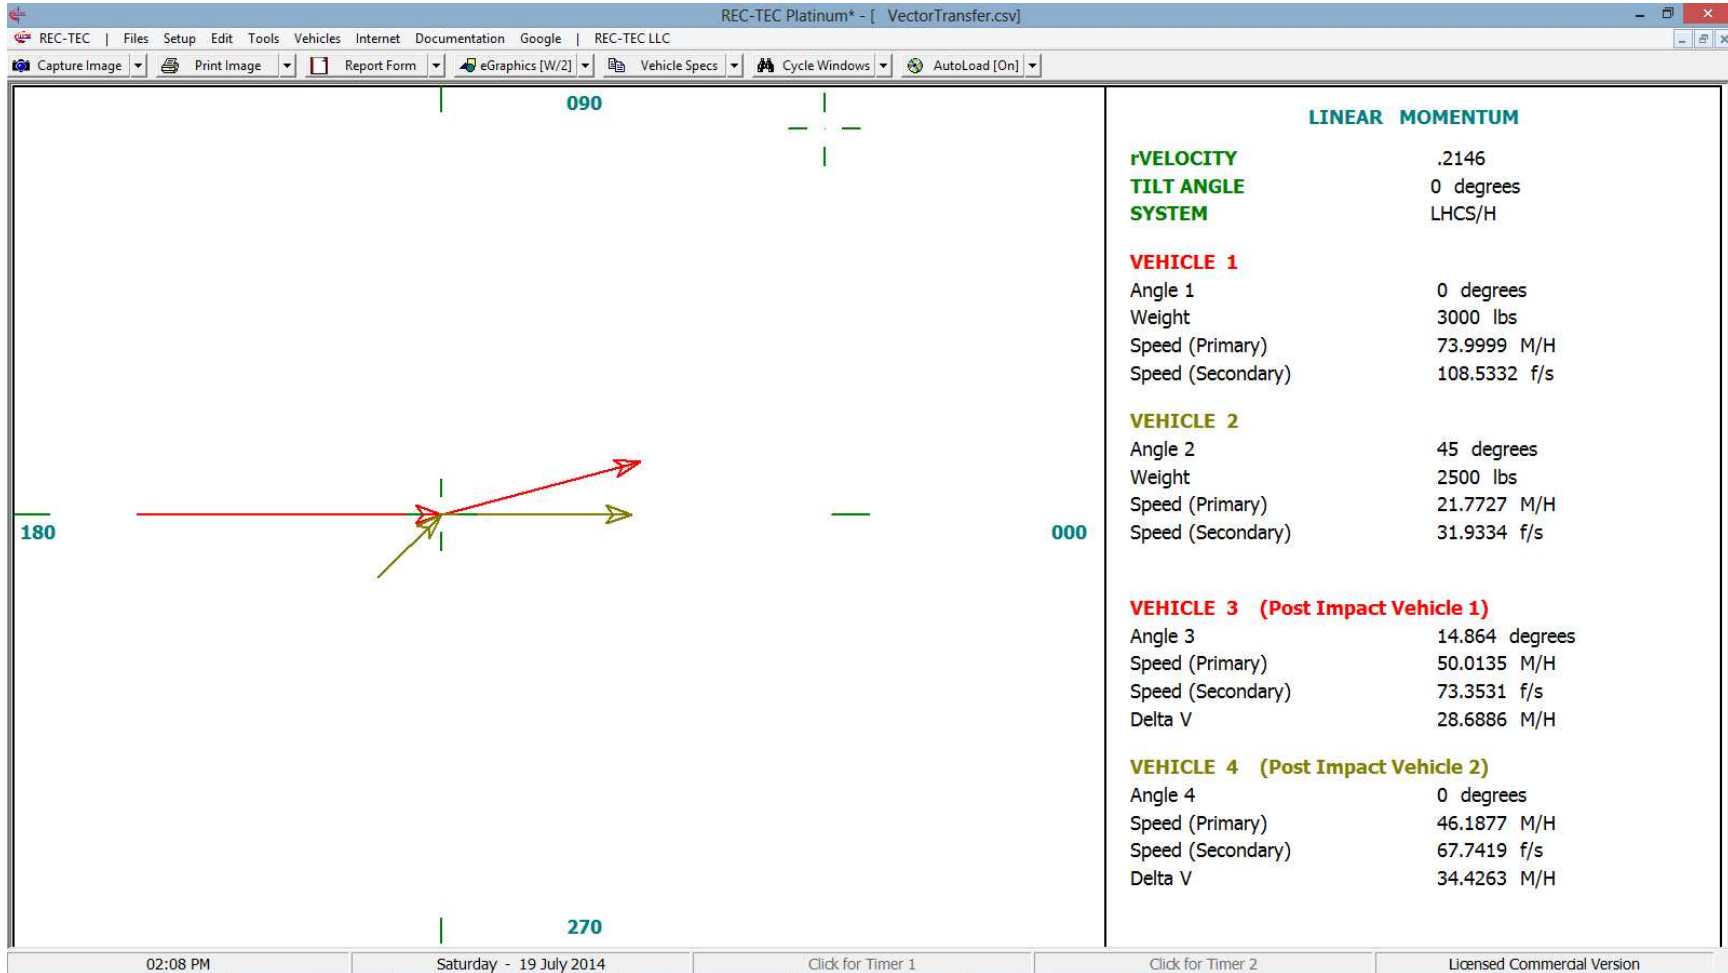 REC-TEC Platinum* - [ VectorTransfer.csv]
REC-TEC | Files Setup Edit Tools Vehicles Internet Documentation Google | REC-TEC LLC
Capture Image Print Image Report Form eGraphics [W/2] Vehicle Specs Cycle Windows AutoLoad [On]
090
180
000
270
LINEAR MOMENTUM
rVELOCITY .2146
TILT ANGLE 0 degrees
SYSTEM LHCS/H
VEHICLE 1
Angle 1 0 degrees
Weight 3000 lbs
Speed (Primary) 73.9999 M/H
Speed (Secondary) 108.5332 f/s
VEHICLE 2
Angle 2 45 degrees
Weight 2500 lbs
Speed (Primary) 21.7727 M/H
Speed (Secondary) 31.9334 f/s
VEHICLE 3 (Post Impact Vehicle 1)
Angle 3 14.864 degrees
Speed (Primary) 50.0135 M/H
Speed (Secondary) 73.3531 f/s
Delta V 28.6886 M/H
VEHICLE 4 (Post Impact Vehicle 2)
Angle 4 0 degrees
Speed (Primary) 46.1877 M/H
Speed (Secondary) 67.7419 f/s
Delta V 34.4263 M/H
02:08 PM Saturday - 19 July 2014 Click for Timer 1 Click for Timer 2 Licensed Commercial Version